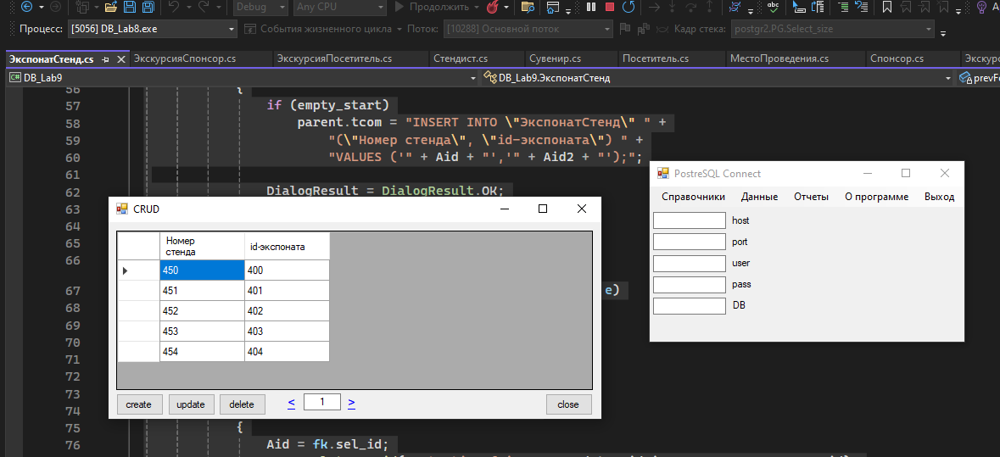 Debug Any CPU Продолжить
Процесс: [5056] DB_Lab8.exe События жизненного цикла Поток: [10288] Основной поток Кадр стека: postgr2.PG.Select_size
ЭкспонатСтенд.cs ЭкскурсияСпонсор.cs ЭкскурсияПосетитель.cs Стендист.cs Сувенир.cs Посетитель.cs МестоПроведения.cs Спонсор.cs Экскурс
C# DB_Lab9 DB_Lab9.ЭкспонатСтенд prevFo
56 {
57 if (empty_start)
58 parent.tcom = "INSERT INTO \"ЭкспонатСтенд\" " +
59 "(\"Номер стенда\", \"id-экспоната\") " +
60 "VALUES ('" + Aid + "','" + Aid2 + "');";
61
62 DialogResult = DialogResult.OK;
63
64
65
66
67 e)
68
69
70
71
72
73
74
75 {
76 Aid = fk.sel_id;
CRUD
Номер стенда id-экспоната
450 400
451 401
452 402
453 403
454 404
create update delete < 1 > close
PostreSQL Connect
Справочники Данные Отчеты О программе Выход
host
port
user
pass
DB